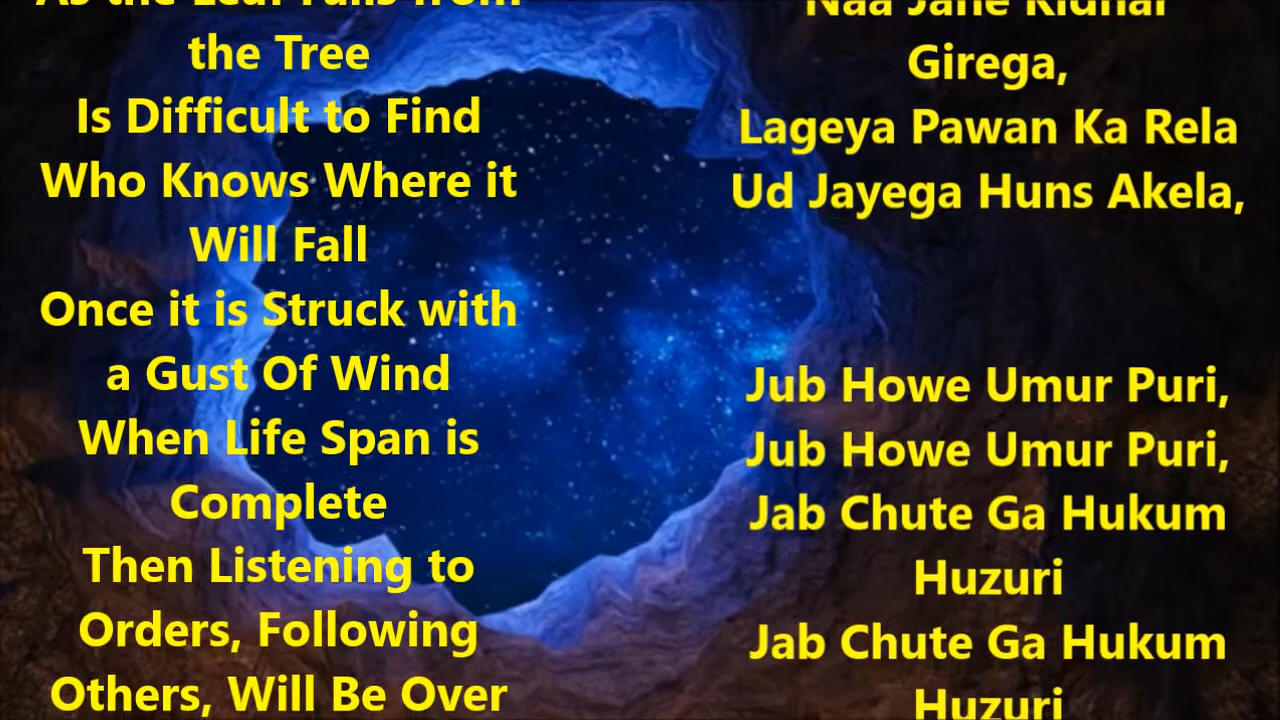 As the Leaf Falls from
the Tree
Is Difficult to Find
Who Knows Where it
Will Fall
Once it is Struck with
a Gust Of Wind
When Life Span is
Complete
Then Listening to
Orders, Following
Others, Will Be Over
Naa Jane Kidhar
Girega,
Lageya Pawan Ka Rela
Ud Jayega Huns Akela,
Jub Howe Umur Puri,
Jub Howe Umur Puri,
Jab Chute Ga Hukum
Huzuri
Jab Chute Ga Hukum
Huzuri